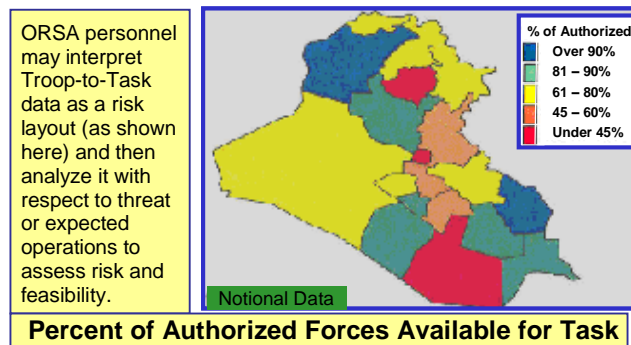 ORSA personnel
may interpret
Troop-to-Task
data as a risk
layout (as shown
here) and then
analyze it with
respect to threat
or expected
operations to
assess risk and
feasibility.
% of Authorized
Over 90%
81 – 90%
61 – 80%
45 – 60%
Under 45%
Notional Data
Percent of Authorized Forces Available for Task